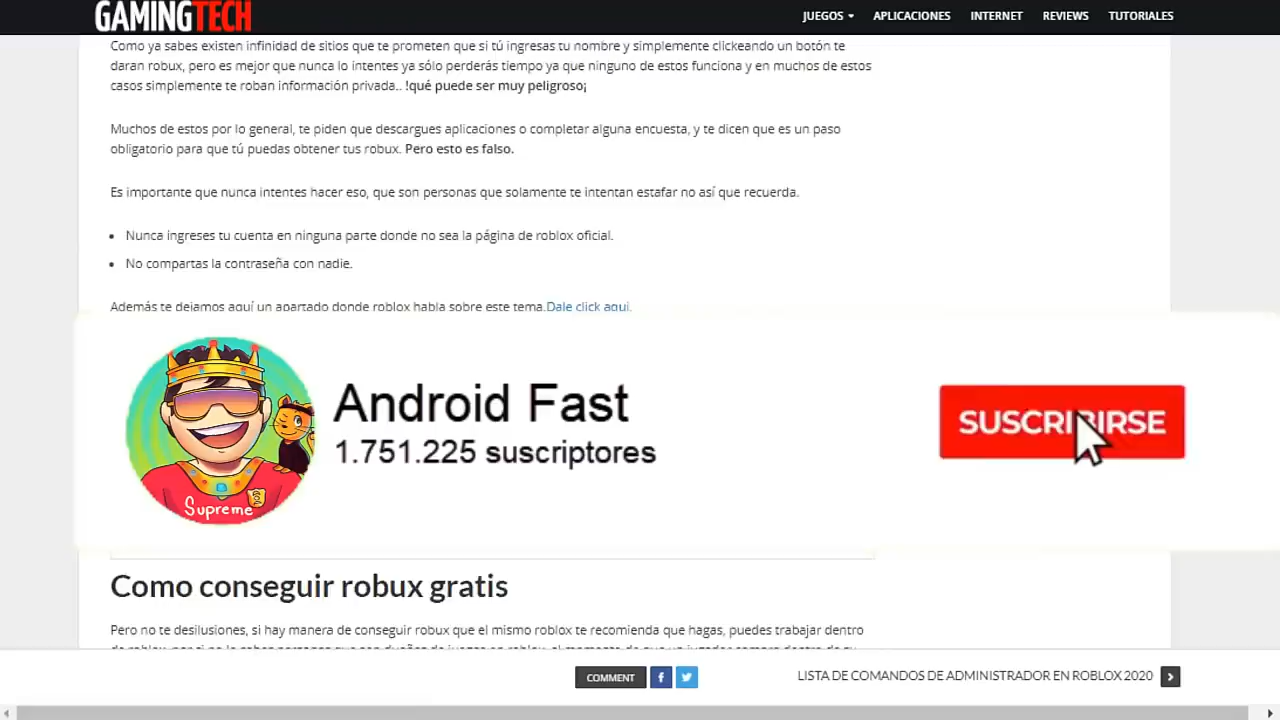 GAMINGTECH
JUEGOS
APLICACIONES
INTERNET
REVIEWS
TUTORIALES
Como ya sabes existen infinidad de sitios que te prometen que si tú ingresas tu nombre y simplemente clickeando un botón te
daran robux, pero es mejor que nunca lo intentes ya sólo perderás tiempo ya que ninguno de estos funciona y en muchos de estos
casos simplemente te roban información privada.. !qué puede ser muy peligroso¡
Muchos de estos por lo general, te piden que descargues aplicaciones o completar alguna encuesta, y te dicen que es un paso
obligatorio para que tú puedas obtener tus robux. Pero esto es falso.
Es importante que nunca intentes hacer eso, que son personas que solamente te intentan estafar no así que recuerda.
Nunca ingreses tu cuenta en ninguna parte donde no sea la página de roblox oficial.
No compartas la contraseña con nadie.
Además te dejamos aquí un apartado donde roblox habla sobre este tema.Dale click aquí.
Android Fast
1.751.225 suscriptores
SUSCRIBIRSE
Supreme
Como conseguir robux gratis
Pero no te desilusiones, si hay manera de conseguir robux que el mismo roblox te recomienda que hagas, puedes trabajar dentro
COMMENT
LISTA DE COMANDOS DE ADMINISTRADOR EN ROBLOX 2020